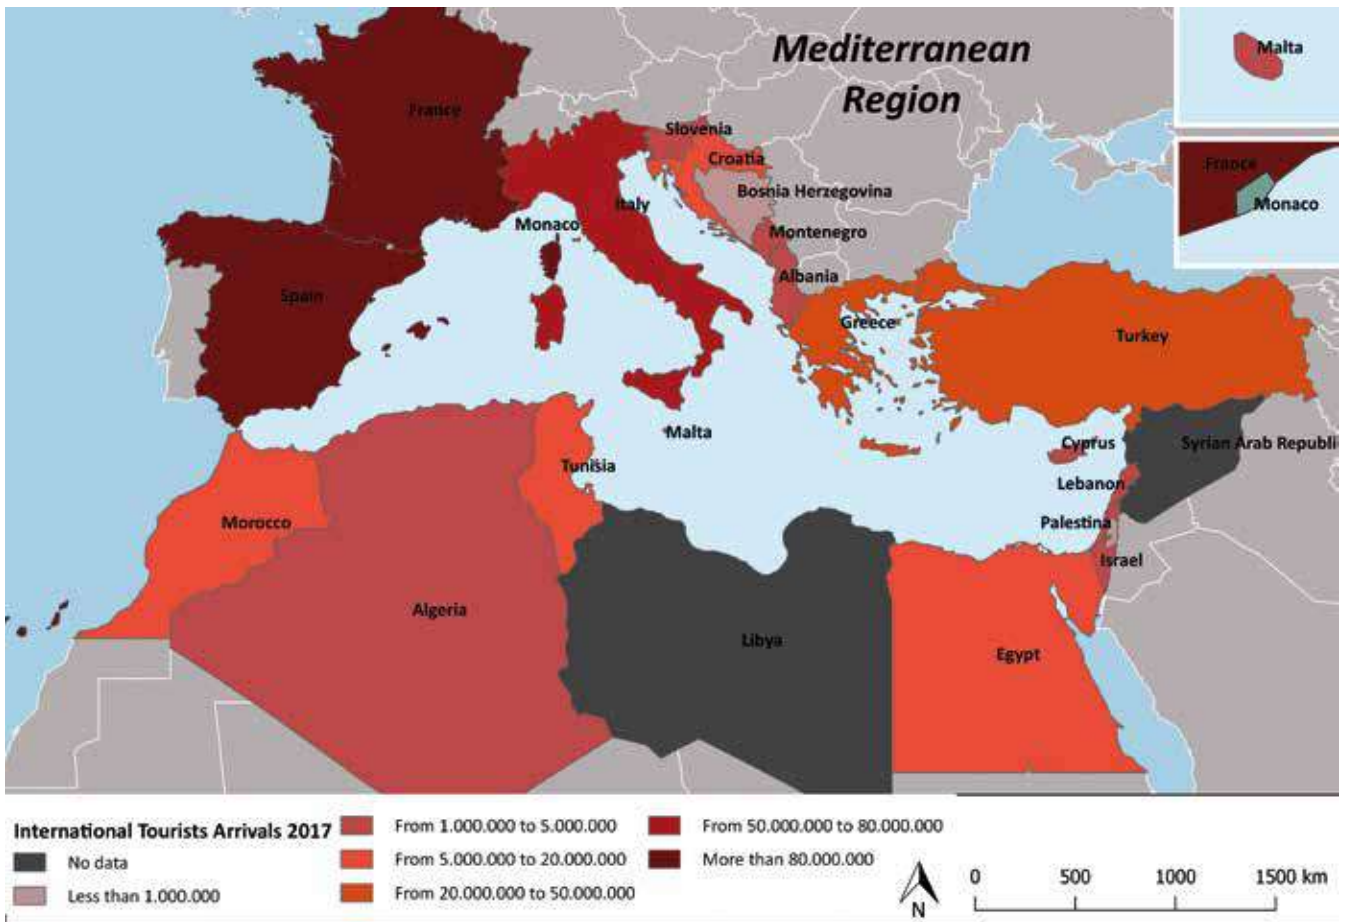 Mediterranean
Region
Malta
France
Monaco
France
Slovenia
Croatia
Bosnia Herzegovina
Italy
Monaco
Montenegro
Albania
Spain
Greece
Turkey
Malta
Cyprus
Syrian Arab Republi
Tunisia
Lebanon
Morocco
Palestina
Israel
Algeria
Libya
Egypt
International Tourists Arrivals 2017
No data
Less than 1.000.000
From 1.000.000 to 5.000.000
From 5.000.000 to 20.000.000
From 20.000.000 to 50.000.000
From 50.000.000 to 80.000.000
More than 80.000.000
N
0 500 1000 1500 km